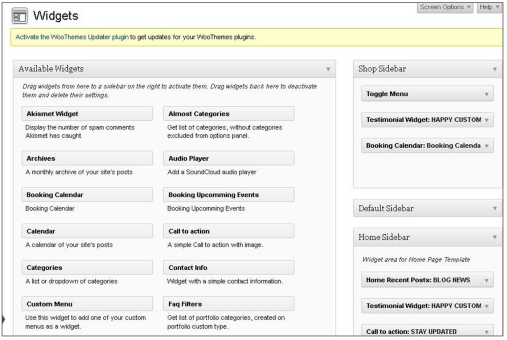 Screen Options
Help
Widgets
Activate the WooThemes Updater plugin to get updates for your WooThemes plugins.
Available Widgets
Drag widgets from here to a sidebar on the right to activate them. Drag widgets back here to deactivate
them and delete their settings.
Akismet Widget
Almost Categories
Display the number of spam comments
Akismet has caught
Get list of categories, without categories
excluded from options panel.
Archives
Audio Player
A monthly archive of your site's posts
Add a SoundCloud audio player
Booking Calendar
Booking Upcomming Events
Booking Calendar
Booking Upcomming Events
Calendar
Call to action
A calendar of your site's posts
A simple Call to action with image.
Categories
Contact Info
A list or dropdown of categories
Widget with a simple contact information.
Custom Menu
Faq Filters
Use this widget to add one of your custom
menus as a widget.
Get list of portfolio categories, created on
portfolio custom type.
Shop Sidebar
Toggle Menu
Testimonial Widget: HAPPY CUSTOM
Booking Calendar: Booking Calenda
Default Sidebar
Home Sidebar
Widget area for Home Page Template
Home Recent Posts: BLOG NEWS
Testimonial Widget: HAPPY CUSTOM
Call to action: STAY UPDATED